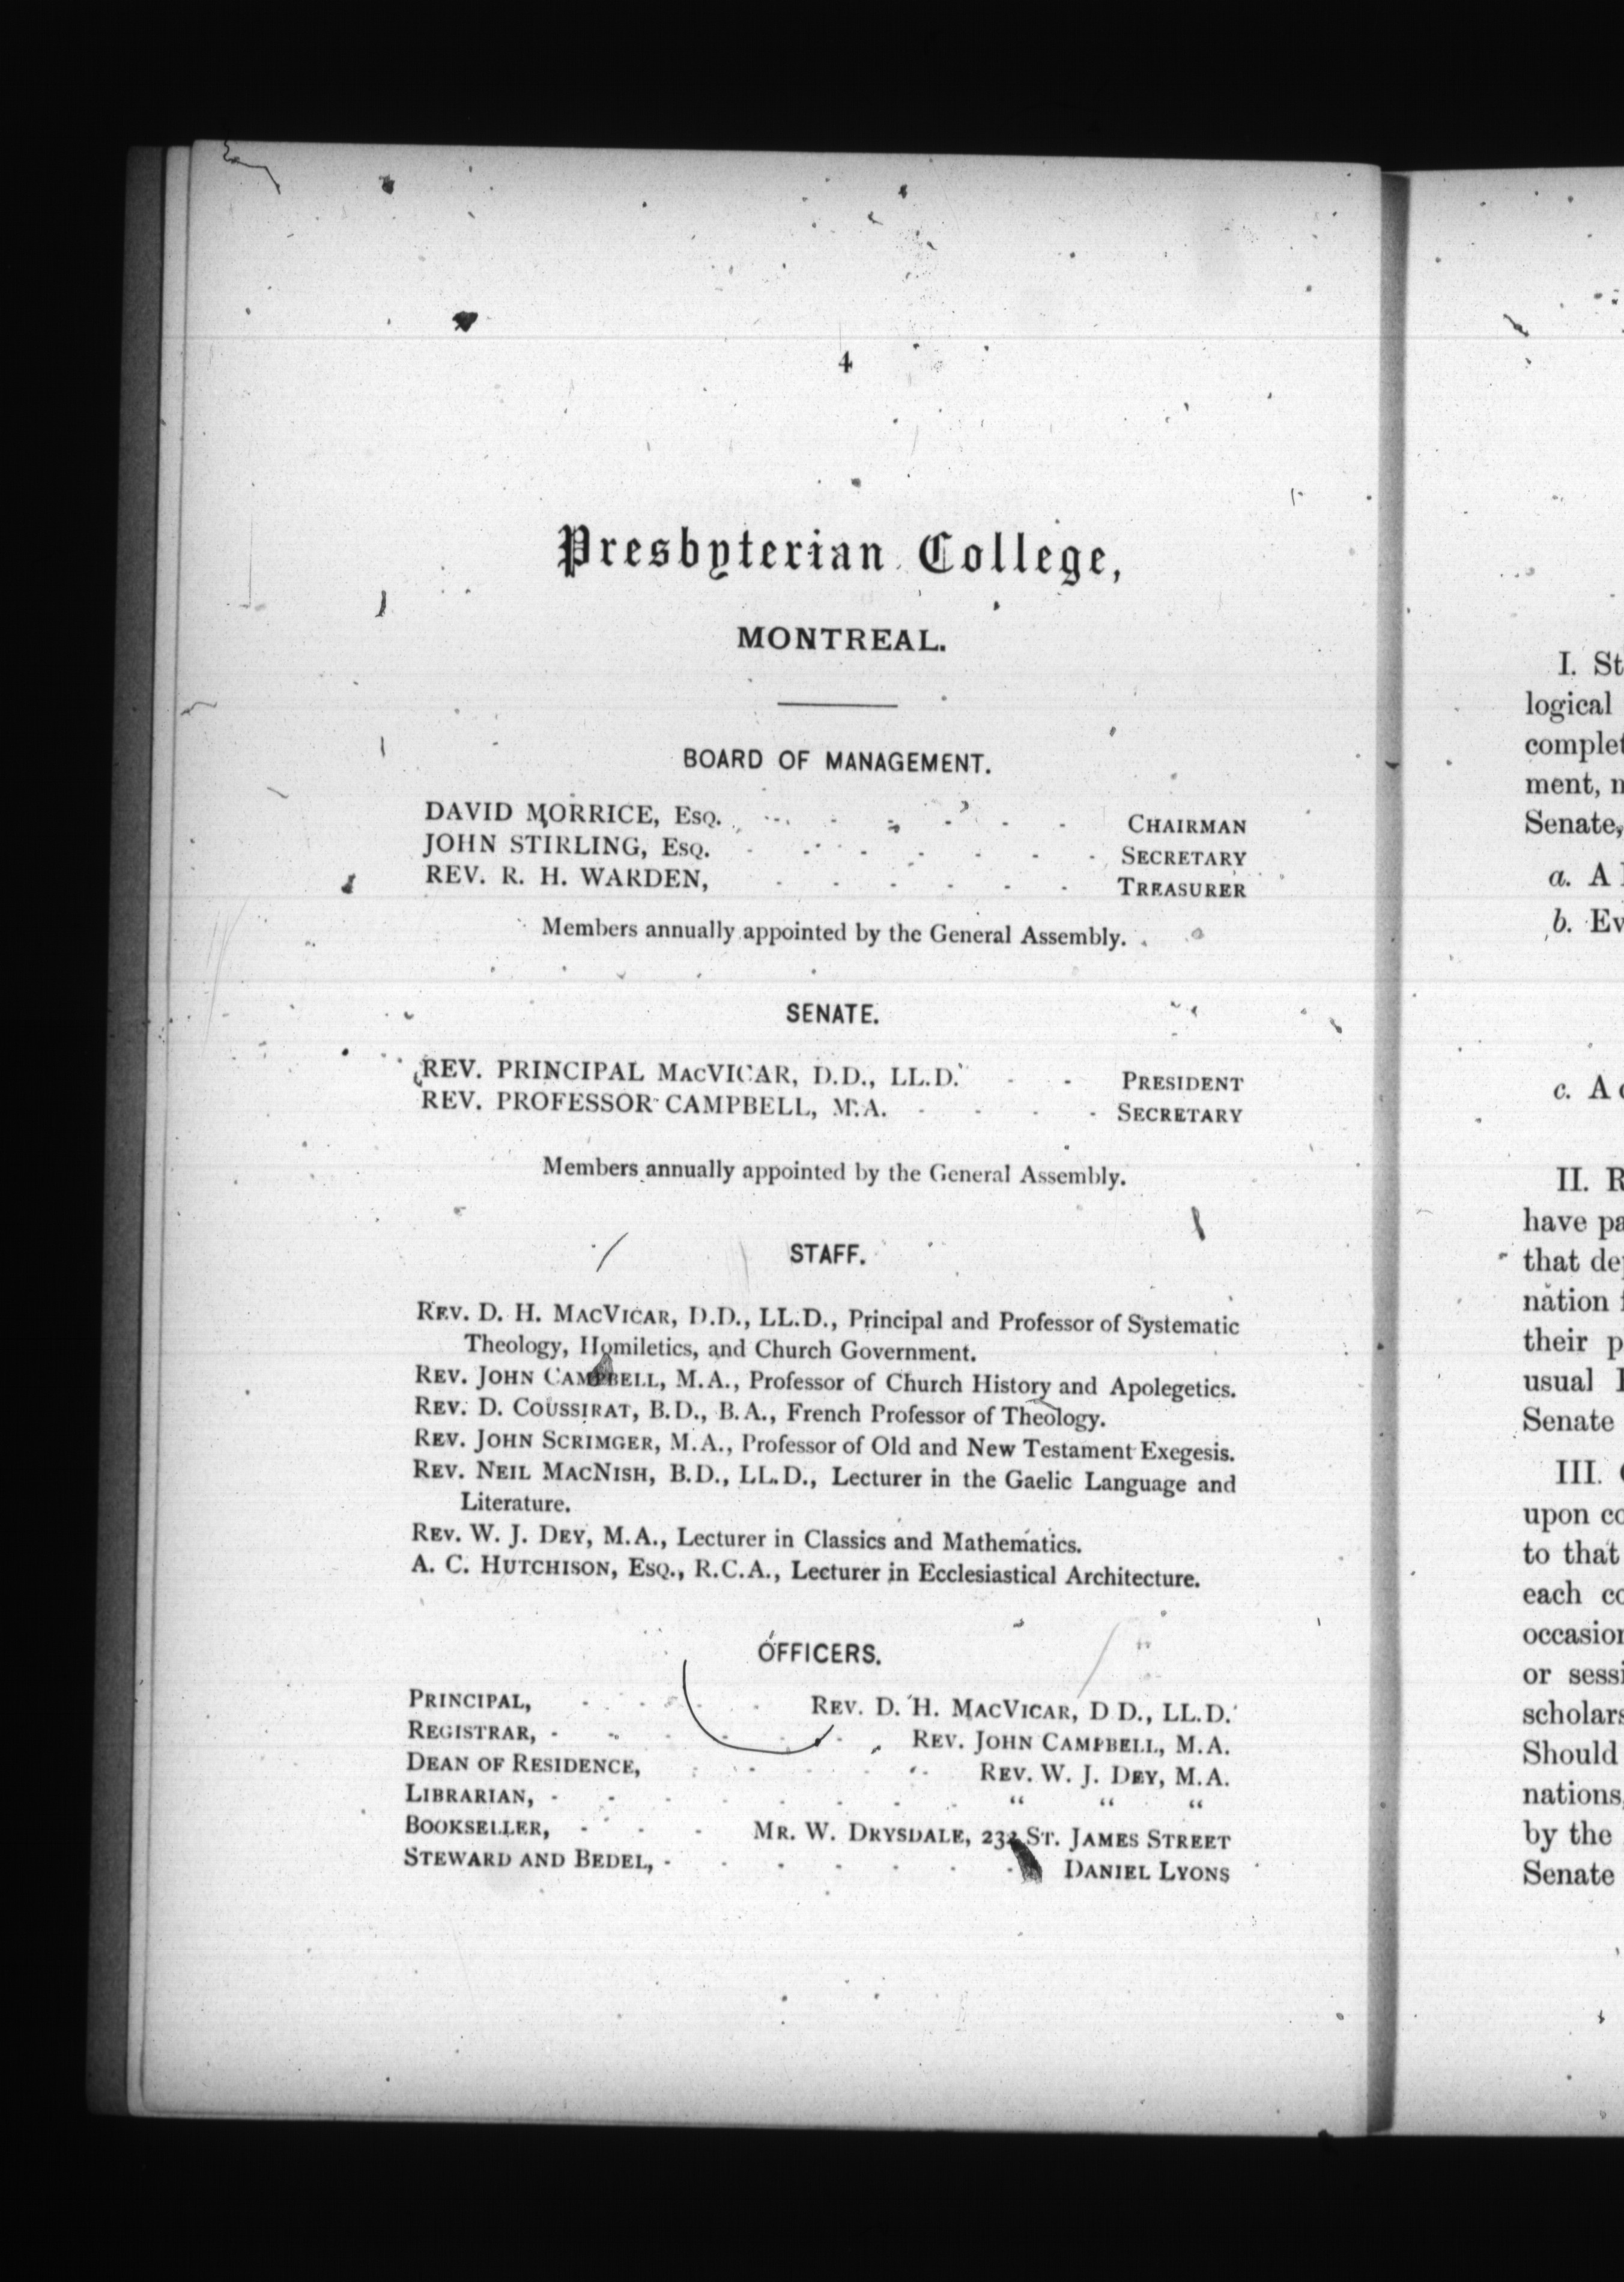 4
Presbyterian College,
MONTREAL.
BOARD OF MANAGEMENT.
DAVID MORRICE, ESQ. - - - - - CHAIRMAN
JOHN STIRLING, ESQ. - - - - - - SECRETARY
REV. R. H. WARDEN, - - - - - - TREASURER
Members annually appointed by the General Assembly.
SENATE.
REV. PRINCIPAL MACVICAR, D.D., LL.D. - - PRESIDENT
REV. PROFESSOR CAMPBELL, M.A. - - - - SECRETARY
Members annually appointed by the General Assembly.
STAFF.
REV. D. H. MACVICAR, D.D., LL.D., Principal and Professor of Systematic
Theology, Homiletics, and Church Government.
REV. JOHN CAMPBELL, M.A., Professor of Church History and Apolegetics.
REV. D. COUSSIRAT, B.D., B.A., French Professor of Theology.
REV. JOHN SCRIMGER, M.A., Professor of Old and New Testament Exegesis.
REV. NEIL MACNISH, B.D., LL.D., Lecturer in the Gaelic Language and
Literature.
REV. W. J. DEY, M.A., Lecturer in Classics and Mathematics.
A. C. HUTCHISON, ESQ., R.C.A., Lecturer in Ecclesiastical Architecture.
OFFICERS.
PRINCIPAL, - - - - REV. D. H. MACVICAR, D D., LL.D.
REGISTRAR, - - - - - REV. JOHN CAMPBELL, M.A.
DEAN OF RESIDENCE, - - - - - REV. W. J. DEY, M.A.
LIBRARIAN, - - - - - - - - “ “ “
BOOKSELLER, - - - MR. W. DRYSDALE, ST. JAMES STREET
STEWARD AND BEDEL, - - - - - - - DANIEL LYONS
I. St
logical
complet
ment, n
Senate,
a. A
b. Ev
c. A
II. R
have pa
that de
nation
their p
usual
Senate
III.
upon co
to that
each co
occasion
or sessi
scholars
Should
nations,
by the
Senate